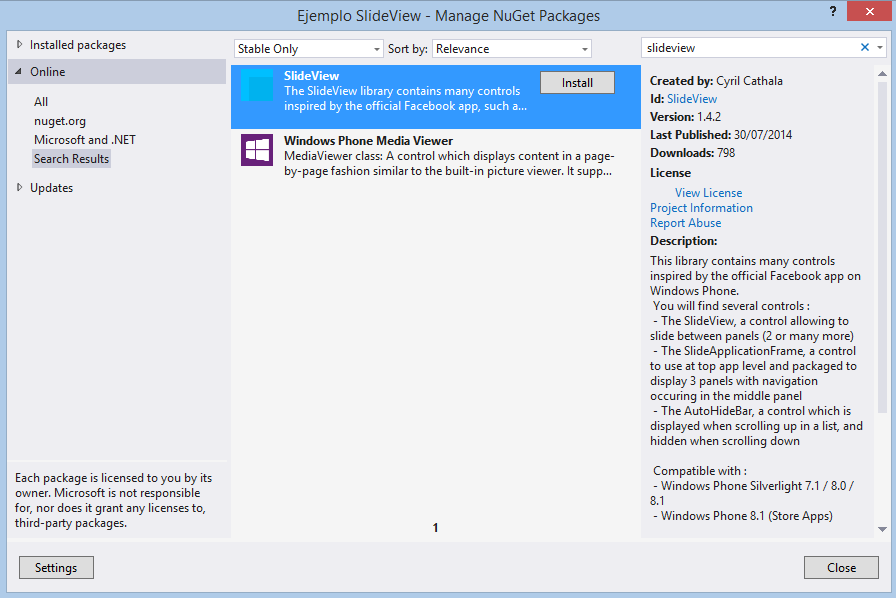 Ejemplo SlideView - Manage NuGet Packages
?
Installed packages
Online
All
nuget.org
Microsoft and .NET
Search Results
Updates
Each package is licensed to you by its
owner. Microsoft is not responsible
for, nor does it grant any licenses to,
third-party packages.
Settings
Stable Only
Sort by:
Relevance
SlideView
The SlideView library contains many controls
inspired by the official Facebook app, such a...
Install
Windows Phone Media Viewer
MediaViewer class: A control which displays content in a page-
by-page fashion similar to the built-in picture viewer. It supp...
1
slideview
Created by: Cyril Cathala
Id: SlideView
Version: 1.4.2
Last Published: 30/07/2014
Downloads: 798
License
View License
Project Information
Report Abuse
Description:
This library contains many controls
inspired by the official Facebook app on
Windows Phone.
You will find several controls :
- The SlideView, a control allowing to
slide between panels (2 or many more)
- The SlideApplicationFrame, a control
to use at top app level and packaged to
display 3 panels with navigation
occuring in the middle panel
- The AutoHideBar, a control which is
displayed when scrolling up in a list, and
hidden when scrolling down
Compatible with :
- Windows Phone Silverlight 7.1 / 8.0 /
8.1
- Windows Phone 8.1 (Store Apps)
Close